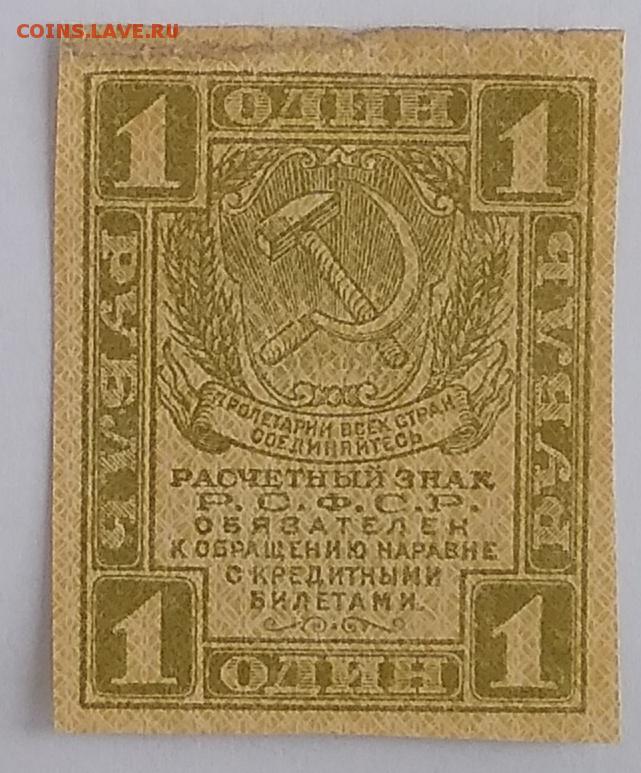 COINS.LAVE.RU
1 ОДИН 1
РУБЛЬ
РУБЛЬ
ПРОЛЕТАРИИ ВСЕХ СТРАН
СОЕДИНЯЙТЕСЬ
РАСЧЕТНЫЙ ЗНАК
Р.С.Ф.С.Р.
ОБЯЗАТЕЛЕН
К ОБРАЩЕНИЮ НАРАВНЕ
С КРЕДИТНЫМИ
БИЛЕТАМИ.
1 ОДИН 1